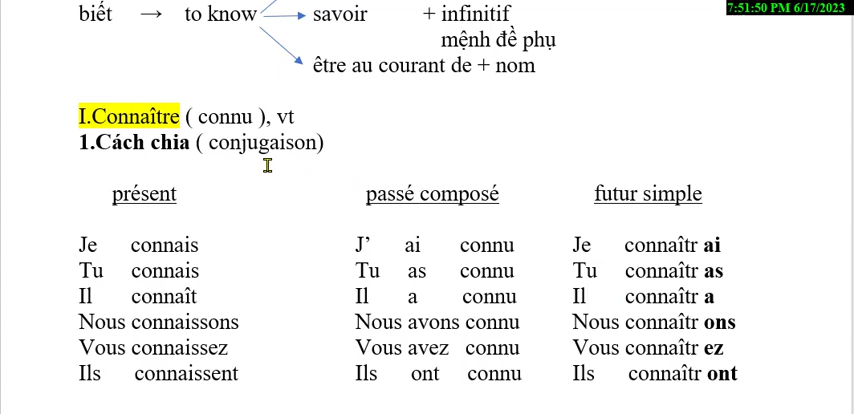 7:51:50 PM 6/17/2023
biết → to know → savoir + infinitif
mệnh đề phụ
être au courant de + nom
I.Connaître ( connu ), vt
1.Cách chia ( conjugaison)
présent passé composé futur simple
Je connais J’ ai connu Je connaîtr ai
Tu connais Tu as connu Tu connaîtr as
Il connaît Il a connu Il connaîtr a
Nous connaissons Nous avons connu Nous connaîtr ons
Vous connaissez Vous avez connu Vous connaîtr ez
Ils connaissent Ils ont connu Ils connaîtr ont